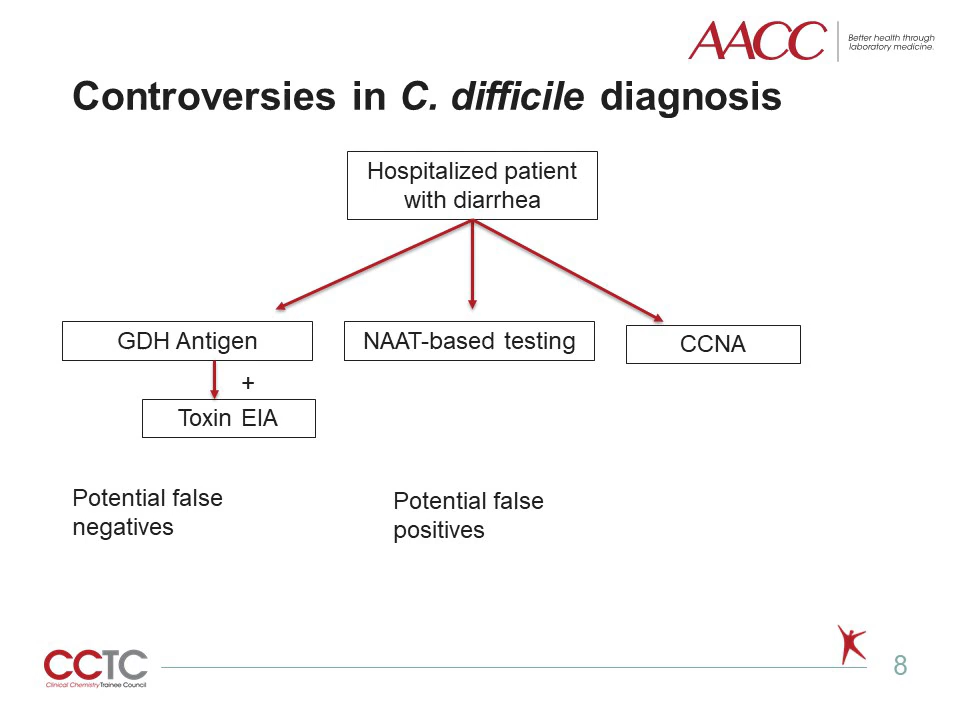 AACC
Better health through
laboratory medicine.
Controversies in C. difficile diagnosis
Hospitalized patient
with diarrhea
GDH Antigen
NAAT-based testing
CCNA
+
Toxin EIA
Potential false
negatives
Potential false
positives
CCTC
Clinical Chemistry Trainee Council
8